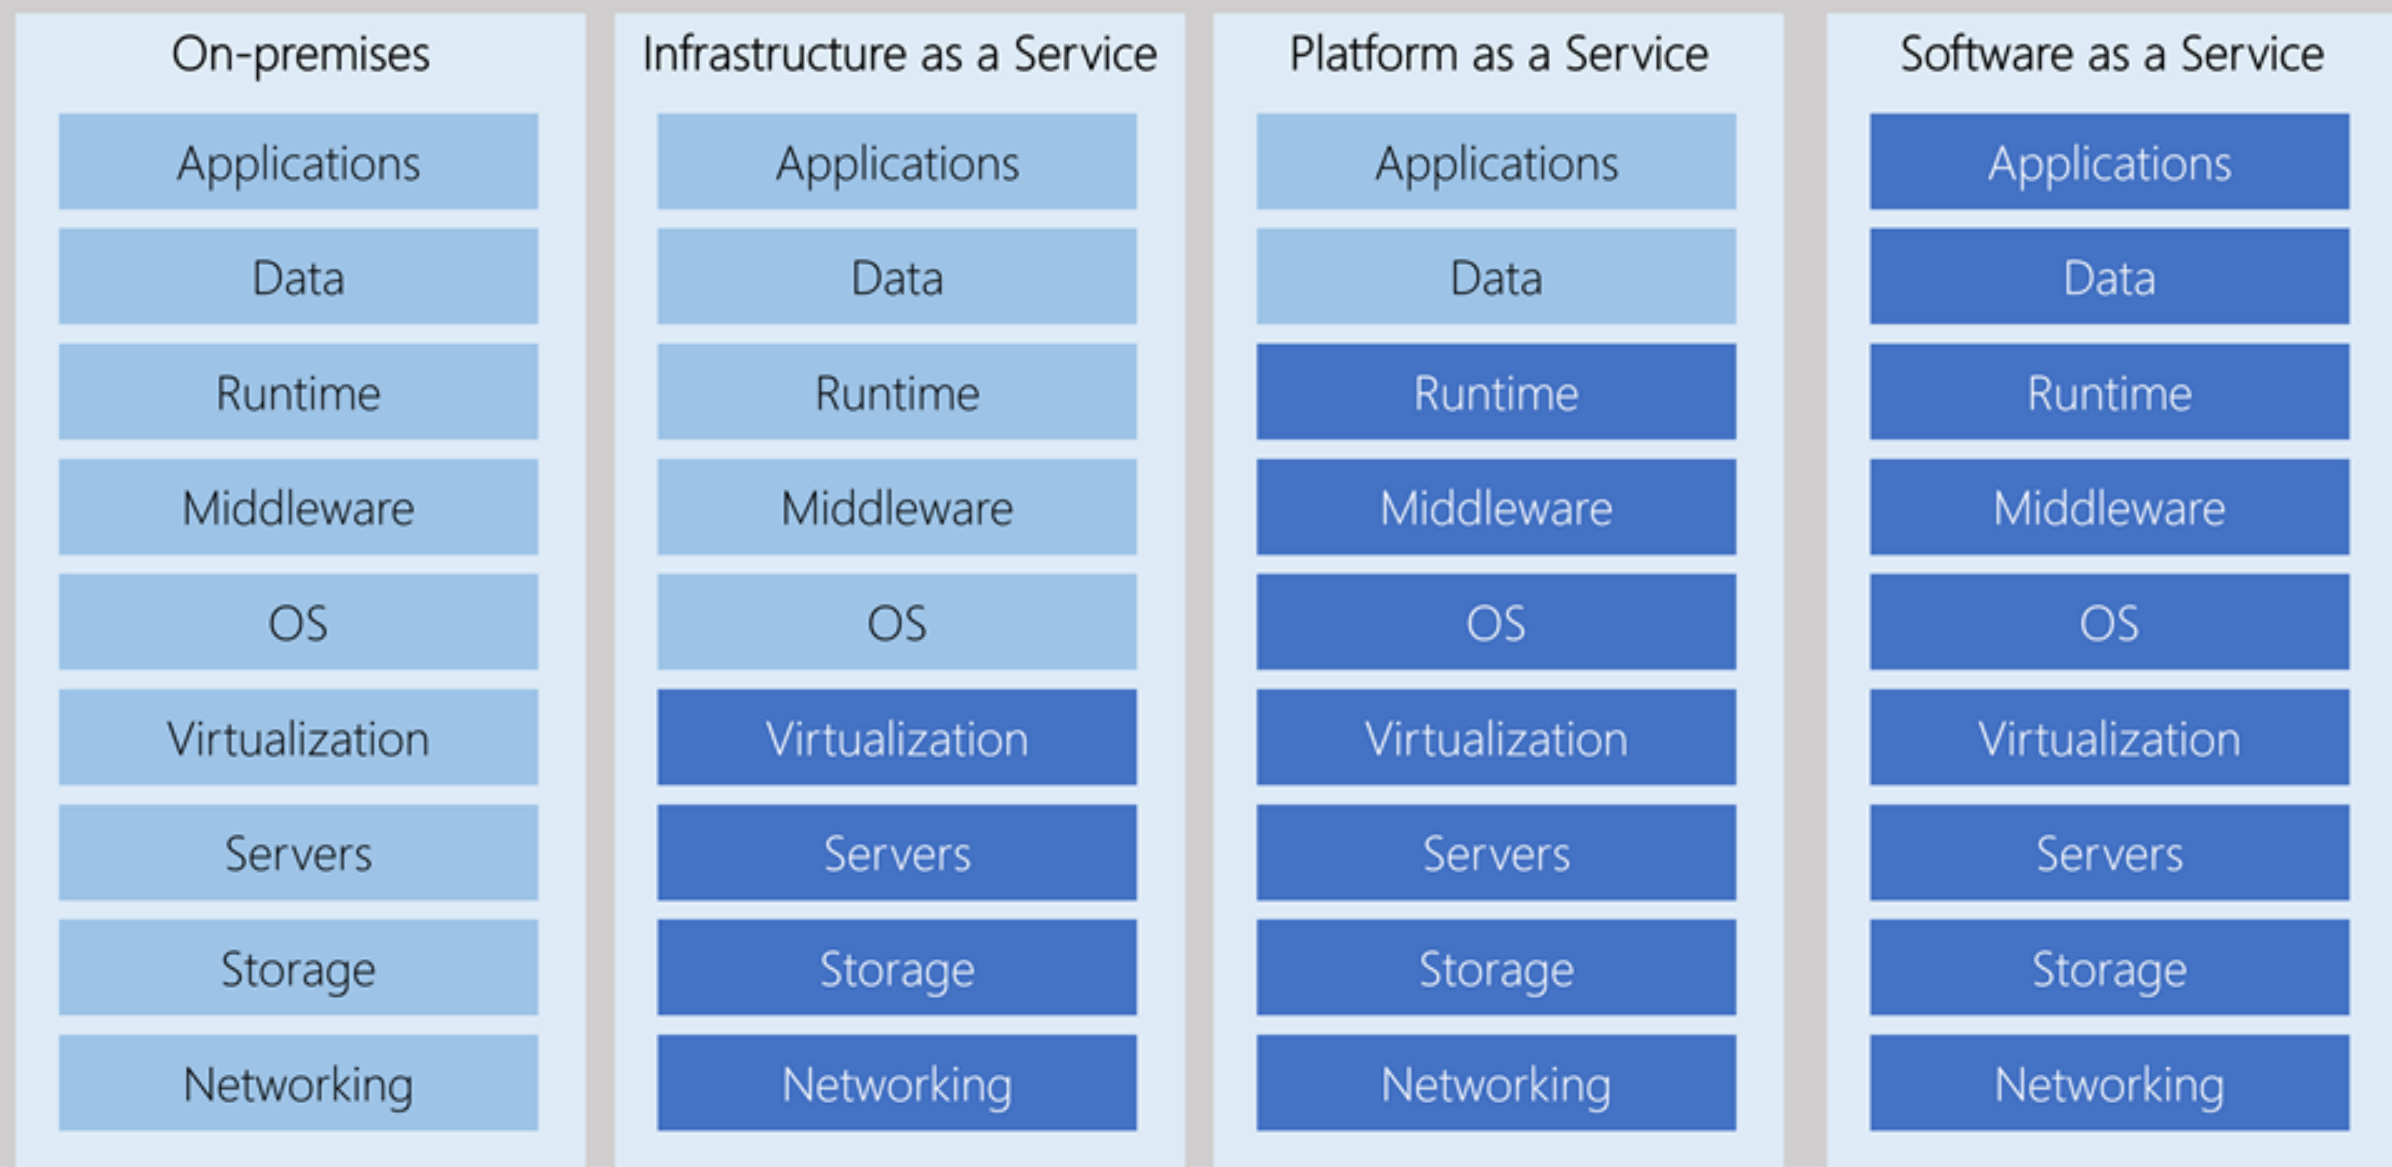 On-premises
Applications
Data
Runtime
Middleware
OS
Virtualization
Servers
Storage
Networking
Infrastructure as a Service
Applications
Data
Runtime
Middleware
OS
Virtualization
Servers
Storage
Networking
Platform as a Service
Applications
Data
Runtime
Middleware
OS
Virtualization
Servers
Storage
Networking
Software as a Service
Applications
Data
Runtime
Middleware
OS
Virtualization
Servers
Storage
Networking